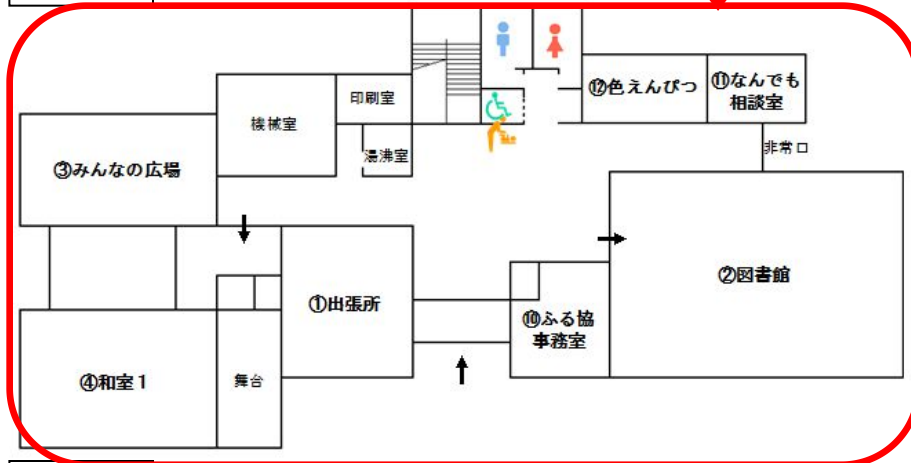 印刷室
⑫色えんぴつ
⑪なんでも
相談室
機械室
湯沸室
非常口
③みんなの広場
②図書館
①出張所
⑩ふる協
事務室
④和室1
舞台